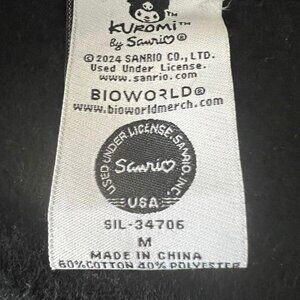 KUROMI™
by Sanrio®
©2024 SANRIO CO., LTD.
Used Under License.
www.sanrio.com
BIOWORLD®
www.bioworldmerch.com
USED UNDER LICENSE, SANRIO, INC.
Sanrio
USA
SIL-34706
M
MADE IN CHINA
60%COTTON 40% POLYESTER